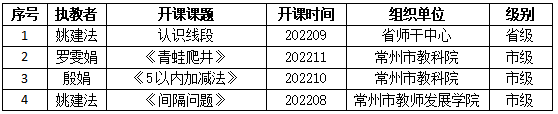 序号 执教者 开课课题 开课时间 组织单位 级别
1 姚建法 认识线段 202209 省师干中心 省级
2 罗雯娟 《青蛙爬井》 202211 常州市教科院 市级
3 殷娟 《5以内加减法》 202210 常州市教科院 市级
4 姚建法 《间隔问题》 202208 常州市教师发展学院 市级